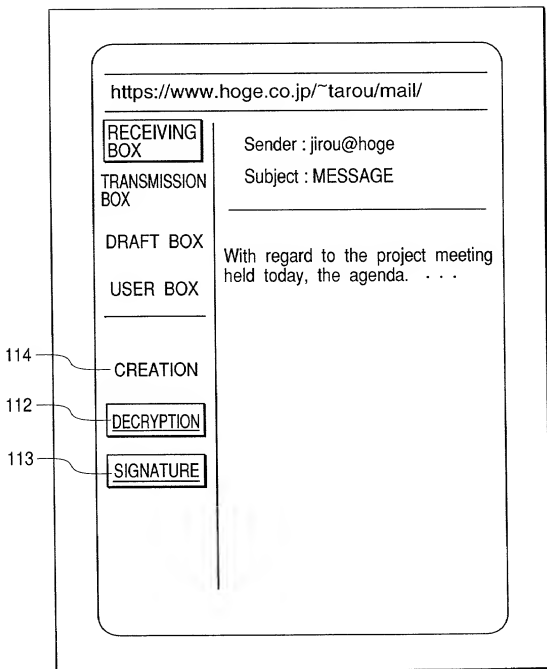 https://www.hoge.co.jp/~tarou/mail/
RECEIVING
BOX
TRANSMISSION
BOX
DRAFT BOX
USER BOX
114
CREATION
112
DECRYPTION
113
SIGNATURE
Sender : jirou@hoge
Subject : MESSAGE
With regard to the project meeting
held today, the agenda. · · ·